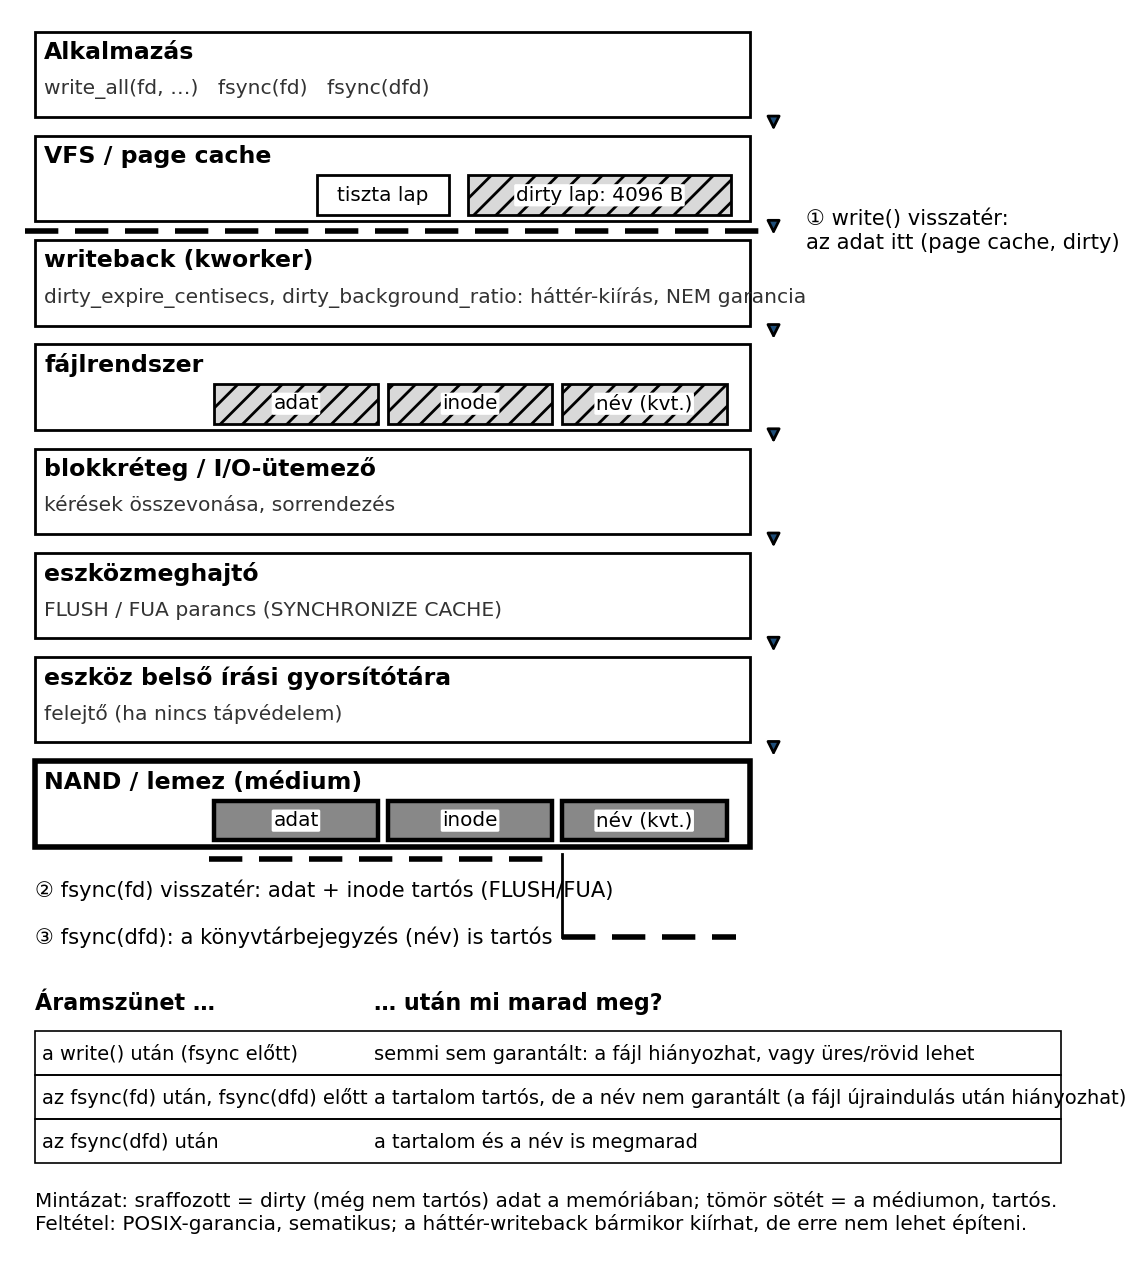 Alkalmazás
write_all(fd, …)   fsync(fd)   fsync(dfd)
VFS / page cache
tiszta lap
dirty lap: 4096 B
① write() visszatér:
az adat itt (page cache, dirty)
writeback (kworker)
dirty_expire_centisecs, dirty_background_ratio: háttér-kiírás, NEM garancia
fájlrendszer
adat
inode
név (kvt.)
blokkréteg / I/O-ütemező
kérések összevonása, sorrendezés
eszközmeghajtó
FLUSH / FUA parancs (SYNCHRONIZE CACHE)
eszköz belső írási gyorsítótára
felejtő (ha nincs tápvédelem)
NAND / lemez (médium)
adat
inode
név (kvt.)
② fsync(fd) visszatér: adat + inode tartós (FLUSH/FUA)
③ fsync(dfd): a könyvtárbejegyzés (név) is tartós
Áramszünet … … után mi marad meg?
a write() után (fsync előtt) semmi sem garantált: a fájl hiányozhat, vagy üres/rövid lehet
az fsync(fd) után, fsync(dfd) előtt a tartalom tartós, de a név nem garantált (a fájl újraindulás után hiányozhat)
az fsync(dfd) után a tartalom és a név is megmarad
Mintázat: sraffozott = dirty (még nem tartós) adat a memóriában; tömör sötét = a médiumon, tartós.
Feltétel: POSIX-garancia, sematikus; a háttér-writeback bármikor kiírhat, de erre nem lehet építeni.